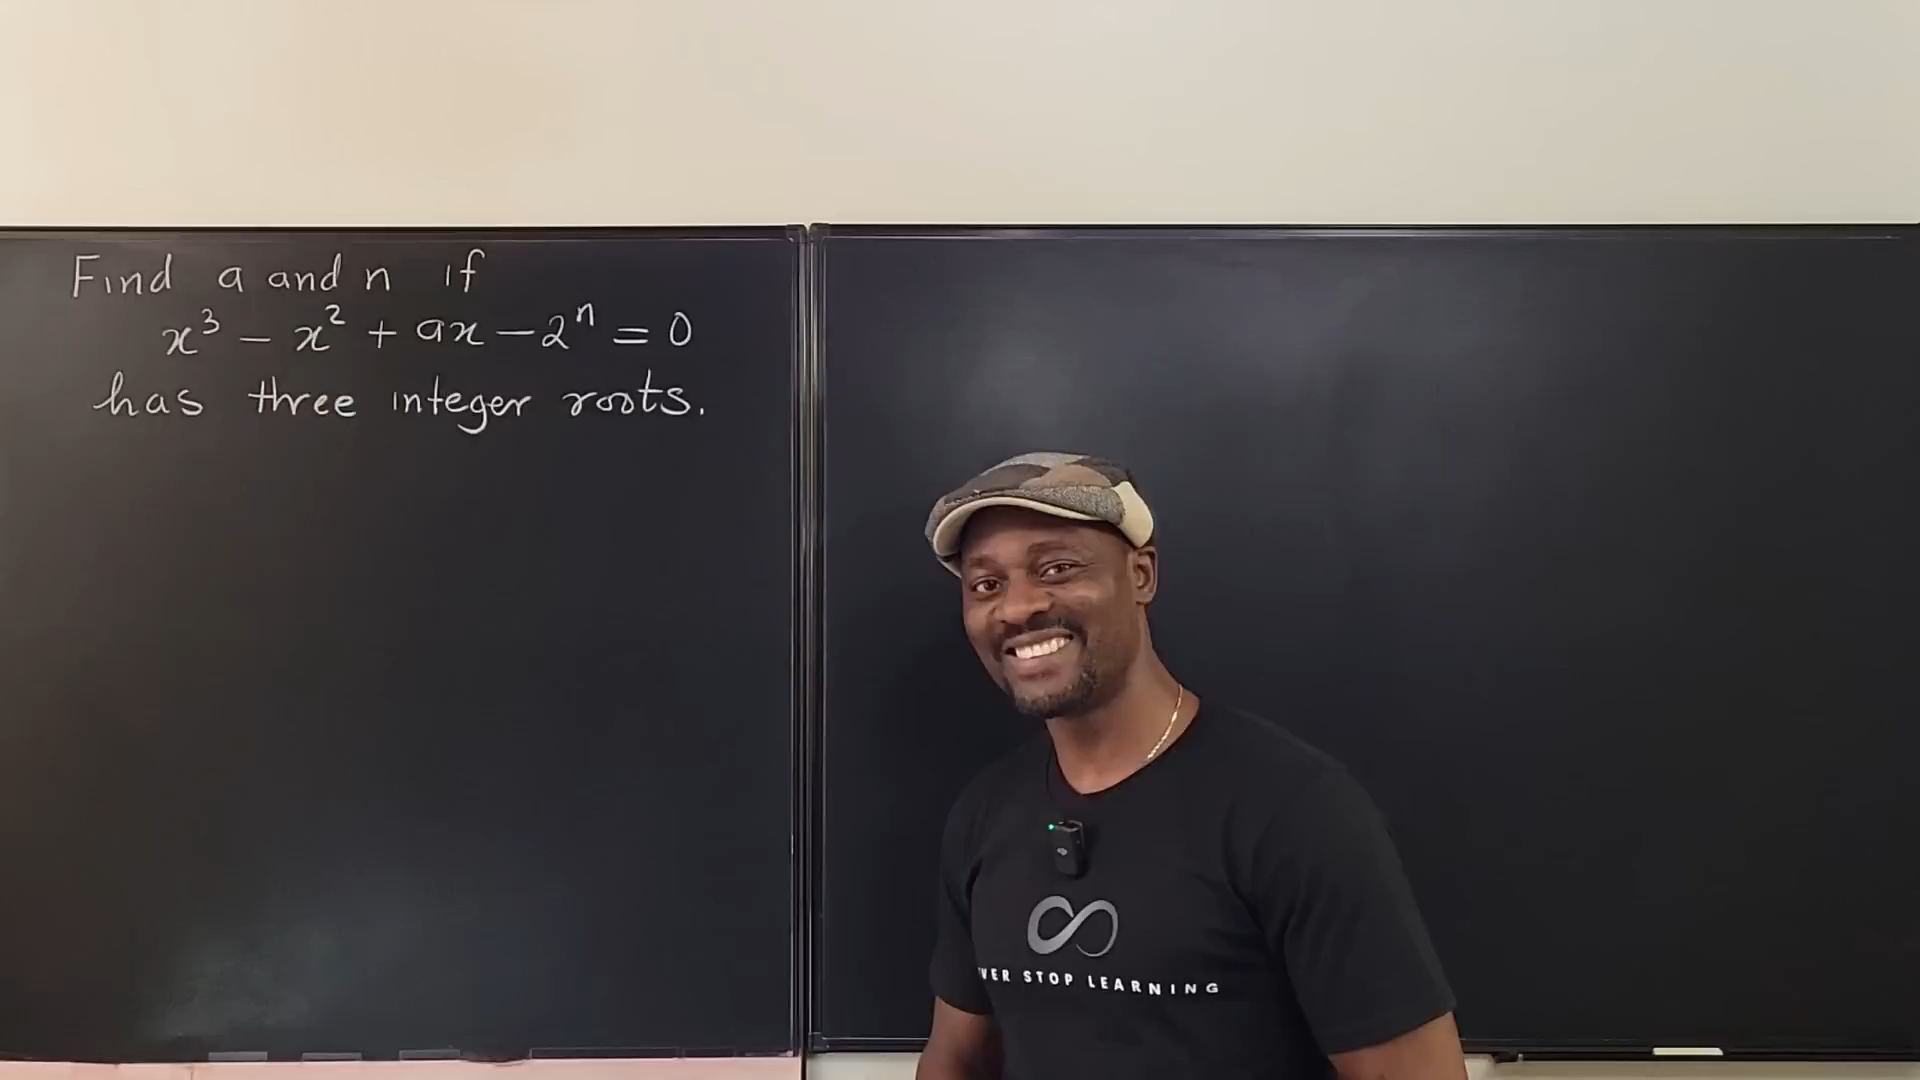 Find a and n if
x³ - x² + ax - 2ⁿ = 0
has three integer roots.
VER STOP LEARNING